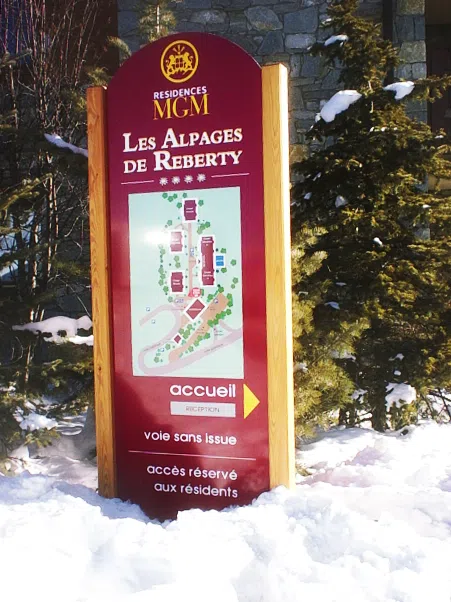 RESIDENCES
MGM
LES ALPAGES
DE REBERTY
accueil
RECEPTION
voie sans issue
accès réservé
aux résidents